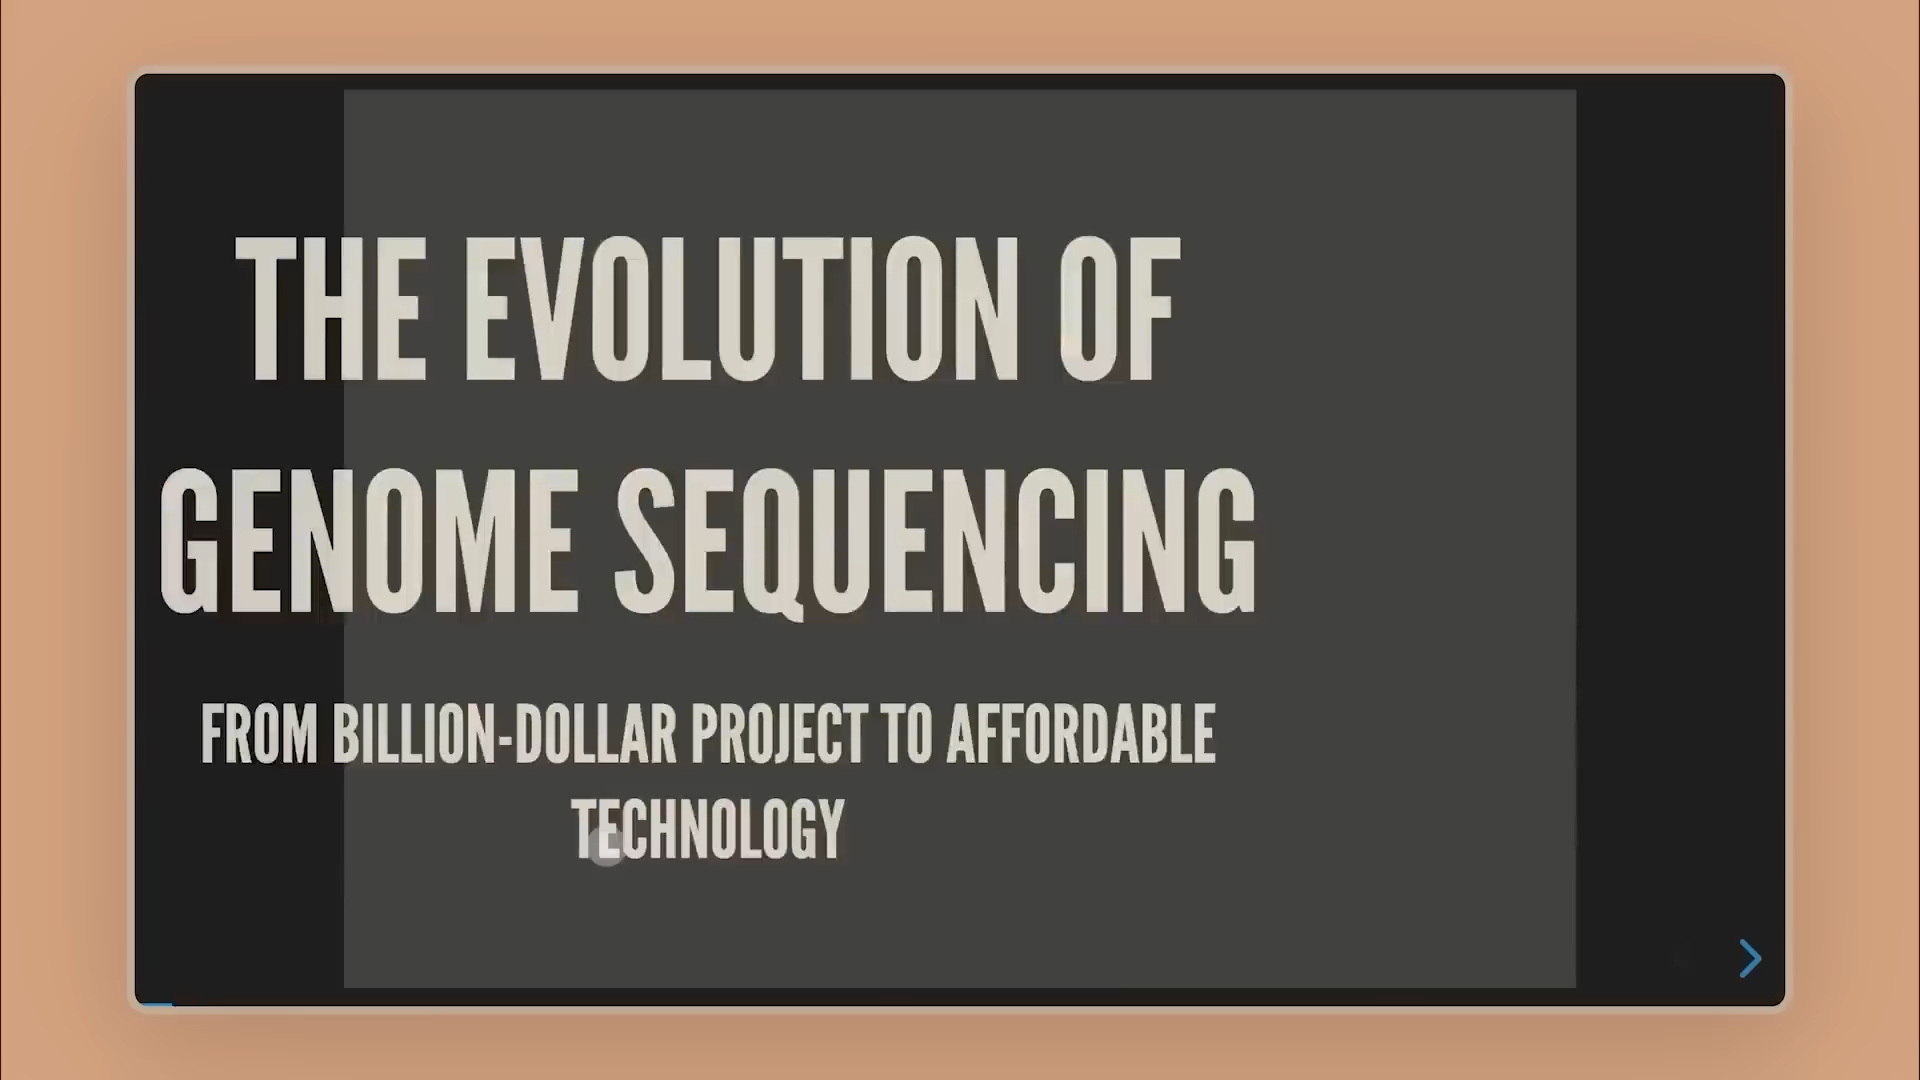 THE EVOLUTION OF
GENOME SEQUENCING
FROM BILLION-DOLLAR PROJECT TO AFFORDABLE
TECHNOLOGY